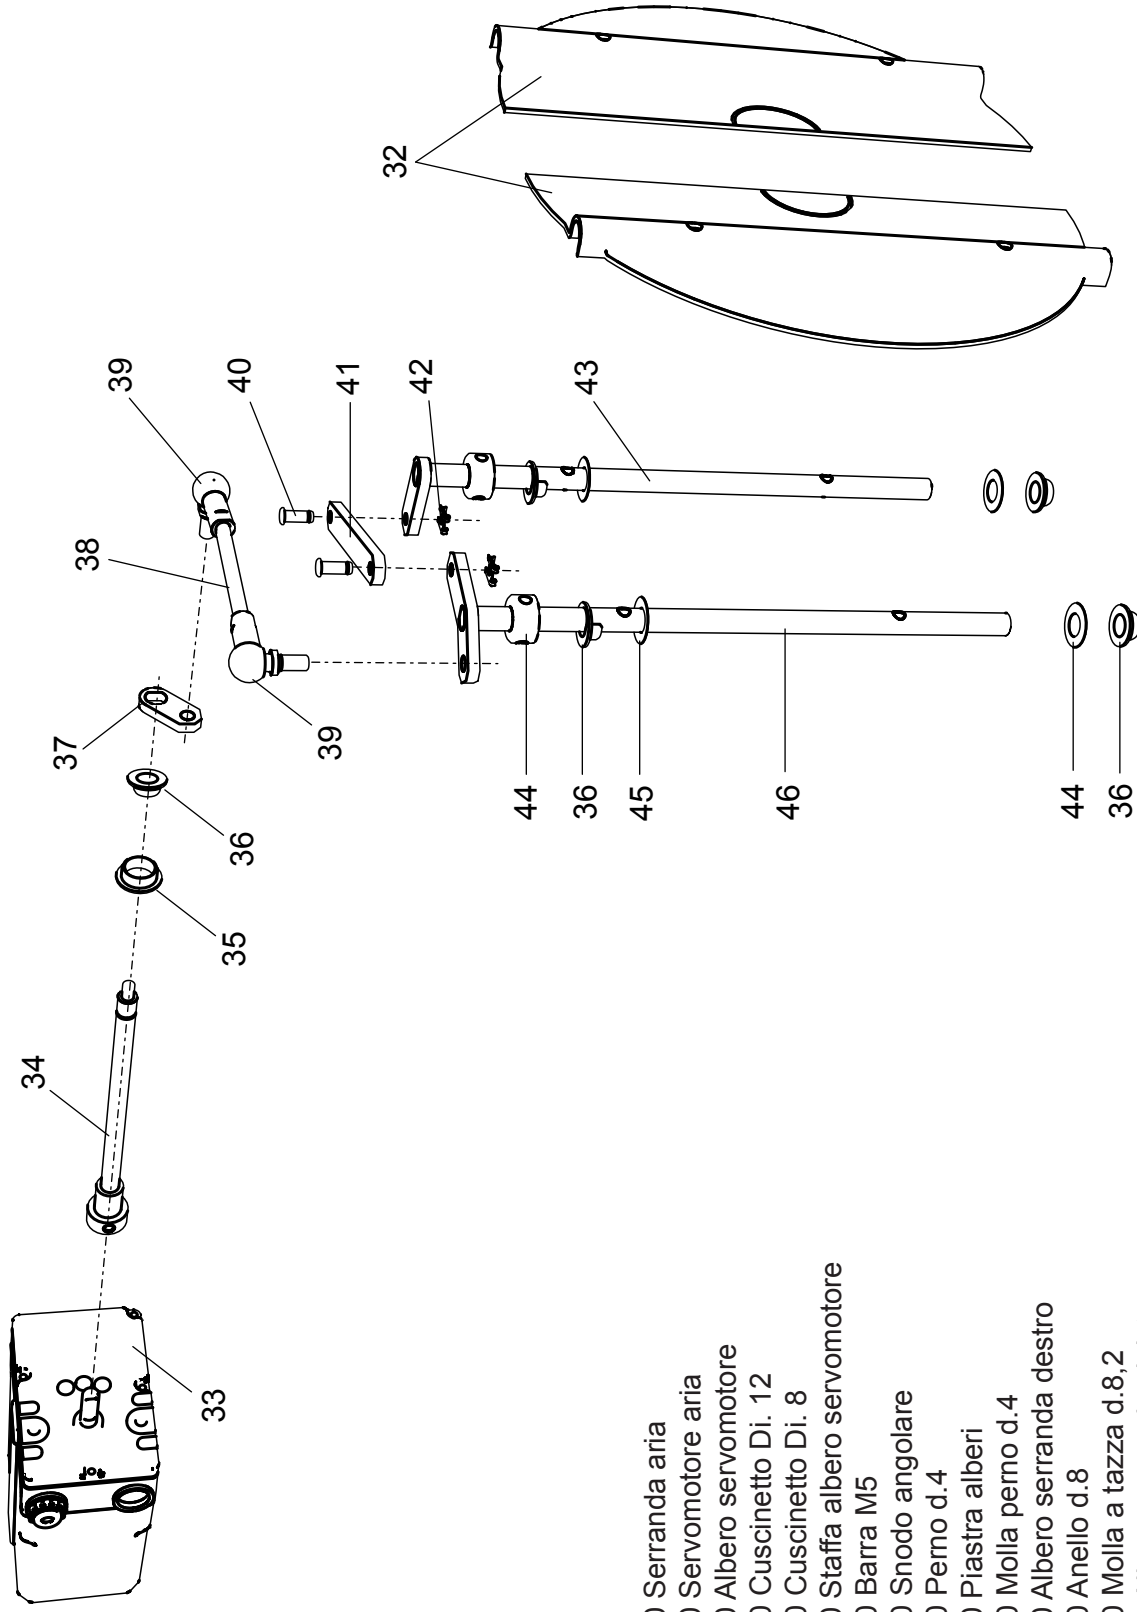 34
37
38
39
33
35
36
40
39
41
32
42
44
36
43
45
46
44
36
) Serranda aria
) Servomotore aria
) Albero servomotore
) Cuscinetto Di. 12
) Cuscinetto Di. 8
) Staffa albero servomotore
) Barra M5
) Snodo angolare
) Perno d.4
) Piastra alberi
) Molla perno d.4
) Albero serranda destro
) Anello d.8
) Molla a tazza d.8,2